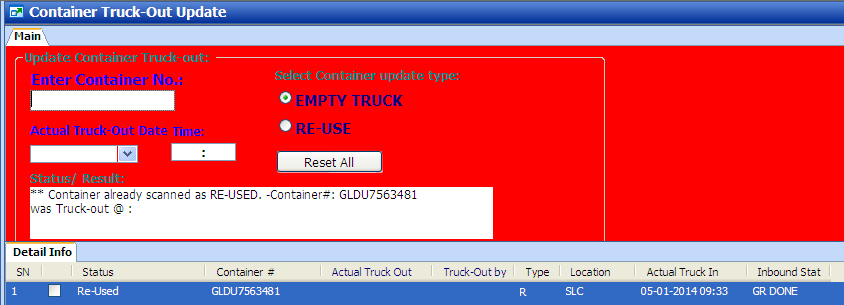 Container Truck-Out Update
Main
Update Container Truck-out:
Enter Container No.:
Select Container update type:
EMPTY TRUCK
Actual Truck-Out Date Time:
RE-USE
:
Reset All
Status/ Result:
** Container already scanned as RE-USED. -Container#: GLDU7563481
was Truck-out @ :
Detail Info
SN Status Container # Actual Truck Out Truck-Out by Type Location Actual Truck In Inbound Stat
1 Re-Used GLDU7563481 R SLC 05-01-2014 09:33 GR DONE